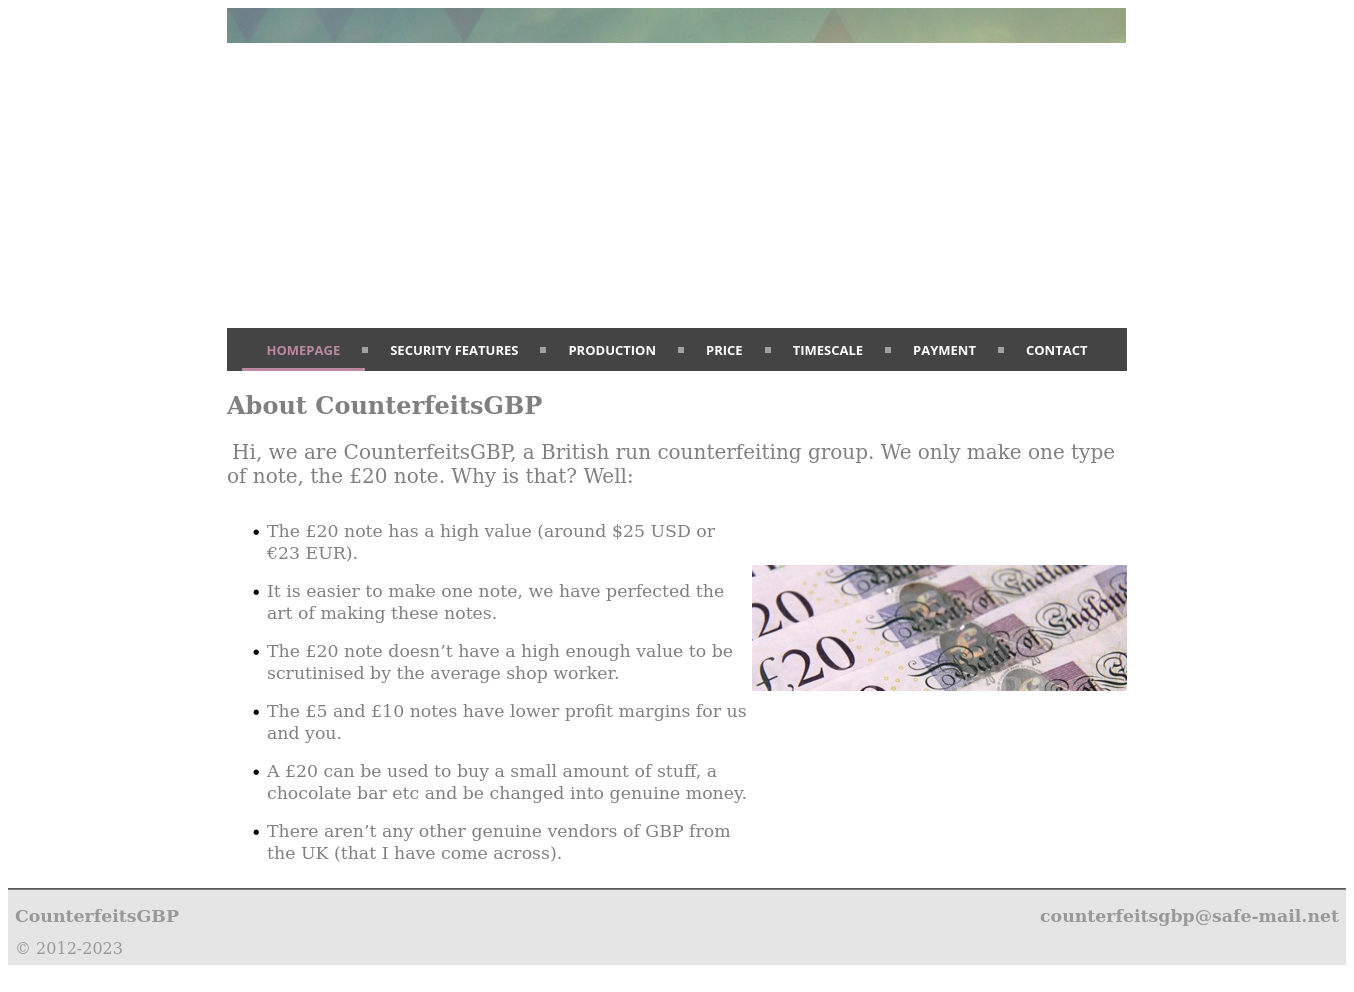 HOMEPAGE SECURITY FEATURES PRODUCTION PRICE TIMESCALE PAYMENT CONTACT
About CounterfeitsGBP
Hi, we are CounterfeitsGBP, a British run counterfeiting group. We only make one type
of note, the £20 note. Why is that? Well:
The £20 note has a high value (around $25 USD or
€23 EUR).
It is easier to make one note, we have perfected the
art of making these notes.
The £20 note doesn’t have a high enough value to be
scrutinised by the average shop worker.
The £5 and £10 notes have lower profit margins for us
and you.
A £20 can be used to buy a small amount of stuff, a
chocolate bar etc and be changed into genuine money.
There aren’t any other genuine vendors of GBP from
the UK (that I have come across).
20
£20
Bank of England
Bank of England
CounterfeitsGBP
counterfeitsgbp@safe-mail.net
© 2012-2023